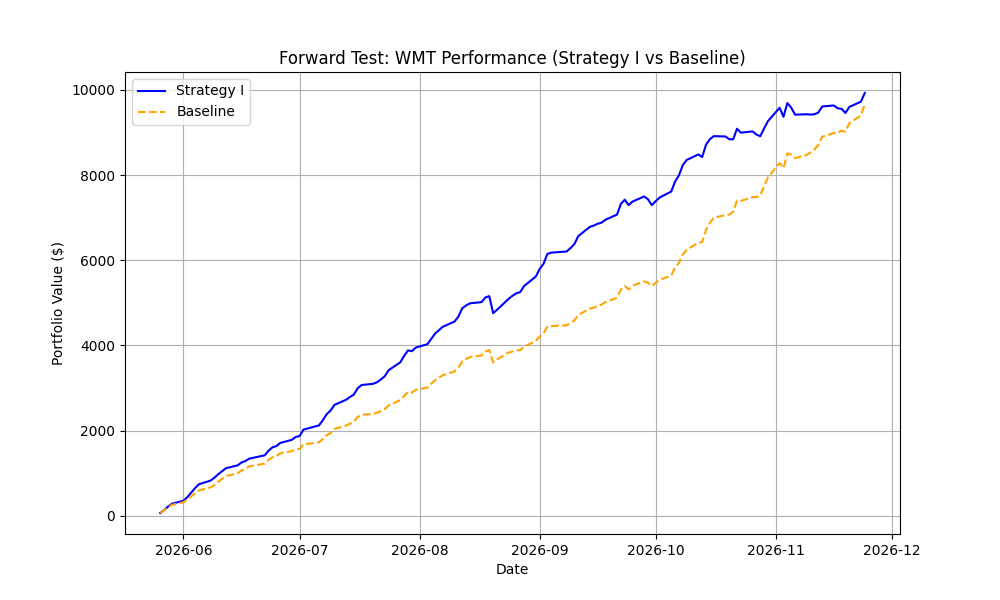 Forward Test: WMT Performance (Strategy I vs Baseline)
Strategy I
Baseline
Portfolio Value ($)
10000
8000
6000
4000
2000
0
2026-06
2026-07
2026-08
2026-09
2026-10
2026-11
2026-12
Date